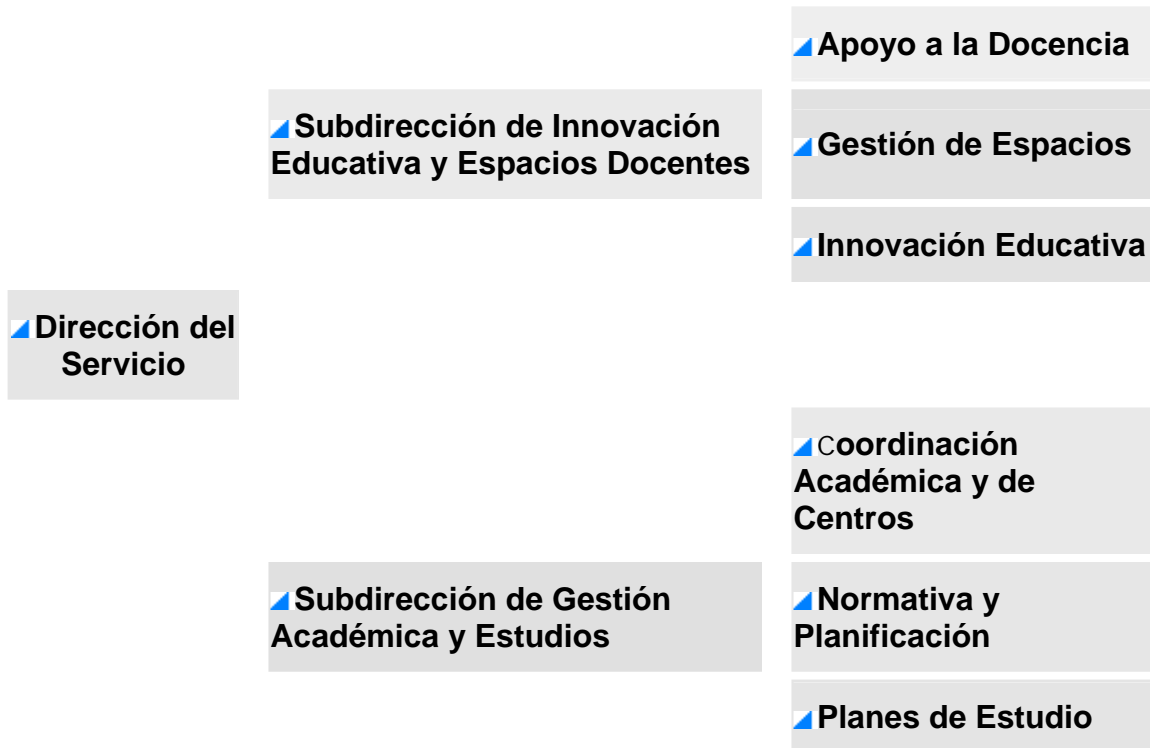 Apoyo a la Docencia
Subdirección de Innovación
Educativa y Espacios Docentes
Gestión de Espacios
Innovación Educativa
Dirección del
Servicio
Coordinación
Académica y de
Centros
Subdirección de Gestión
Académica y Estudios
Normativa y
Planificación
Planes de Estudio